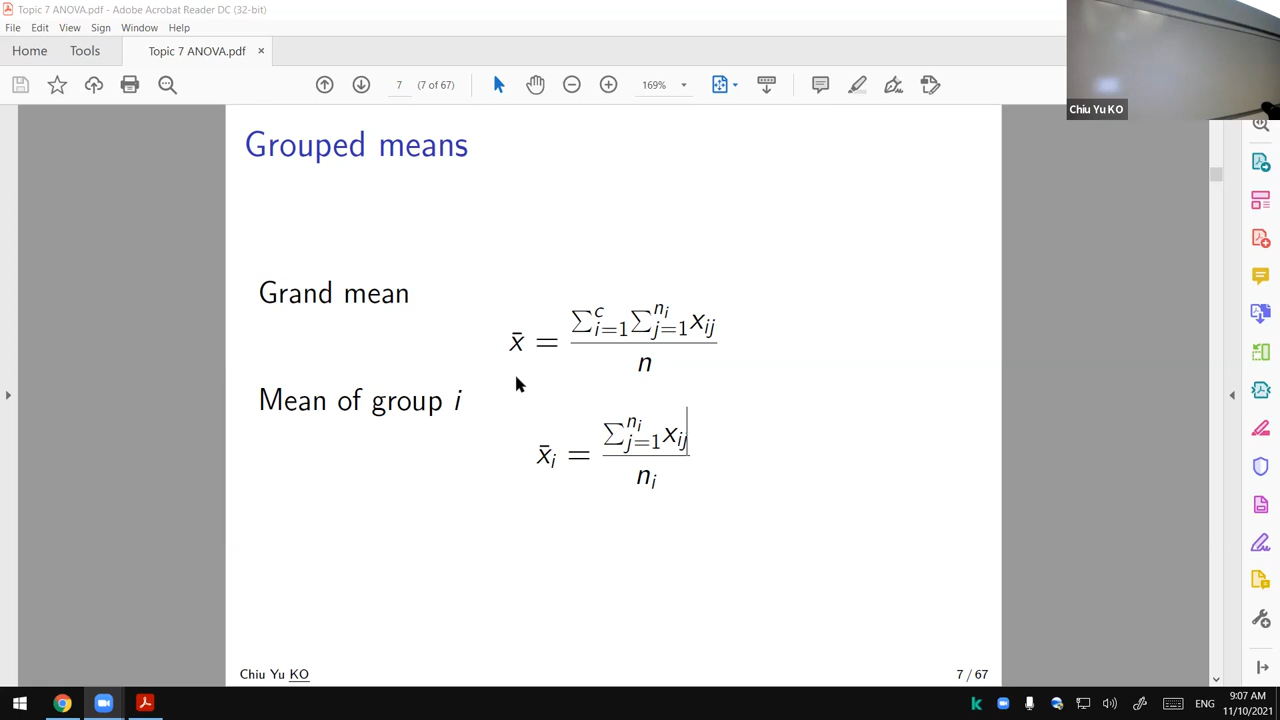 Topic 7 ANOVA.pdf - Adobe Acrobat Reader DC (32-bit)
File Edit View Sign Window Help
Home Tools Topic 7 ANOVA.pdf ×
7 (7 of 67) 169%
Chiu Yu KO
Grouped means
Grand mean
x̄ = ∑_{i=1}^{c} ∑_{j=1}^{n_i} x_{ij} / n
Mean of group i
x̄_i = ∑_{j=1}^{n_i} x_{ij} / n_i
Chiu Yu KO 7 / 67
ENG 9:07 AM
11/10/2021